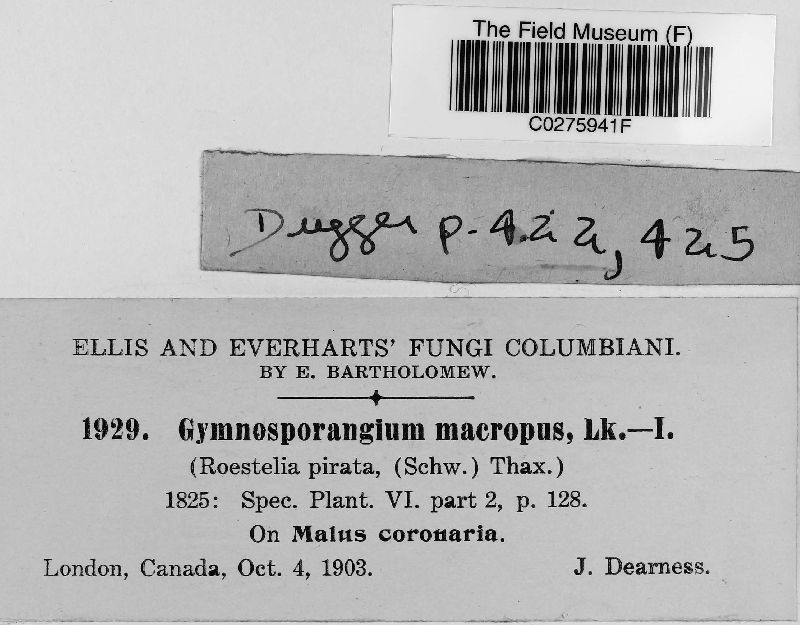 The Field Museum (F)
C0275941F
Duggar p. 422, 425
ELLIS AND EVERHARTS' FUNGI COLUMBIANI.
BY E. BARTHOLOMEW.
1929. Gymnosporangium macropus, Lk.—I.
(Roestelia pirata, (Schw.) Thax.)
1825: Spec. Plant. VI. part 2, p. 128.
On Malus coronaria.
London, Canada, Oct. 4, 1903. J. Dearness.